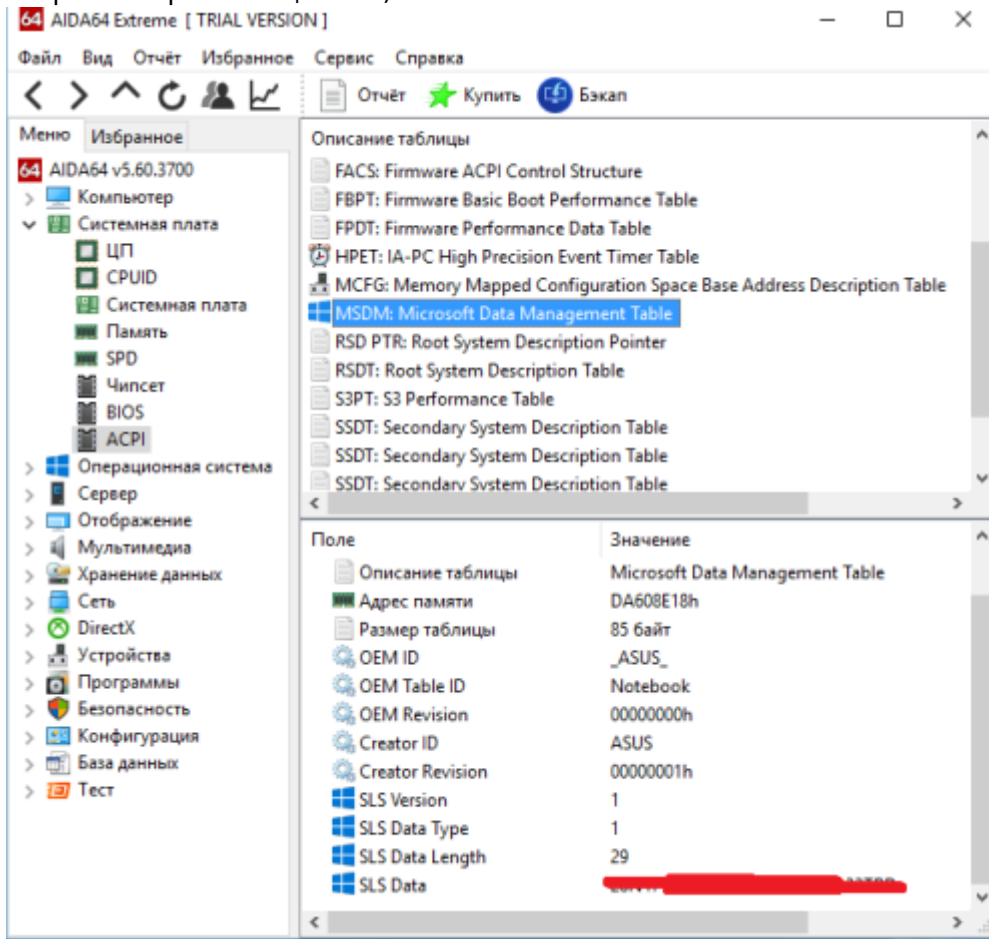 64 AIDA64 Extreme [ TRIAL VERSION ]
Файл Вид Отчёт Избранное Сервис Справка
Отчёт Купить Бэкап
Меню Избранное
64 AIDA64 v5.60.3700
Компьютер
Системная плата
ЦП
CPUID
Системная плата
Память
SPD
Чипсет
BIOS
ACPI
Операционная система
Сервер
Отображение
Мультимедиа
Хранение данных
Сеть
DirectX
Устройства
Программы
Безопасность
Конфигурация
База данных
Тест
Описание таблицы
FACS: Firmware ACPI Control Structure
FBPT: Firmware Basic Boot Performance Table
FPDT: Firmware Performance Data Table
HPET: IA-PC High Precision Event Timer Table
MCFG: Memory Mapped Configuration Space Base Address Description Table
MSDM: Microsoft Data Management Table
RSD PTR: Root System Description Pointer
RSDT: Root System Description Table
S3PT: S3 Performance Table
SSDT: Secondary System Description Table
SSDT: Secondary System Description Table
SSDT: Secondary System Description Table
Поле Значение
Описание таблицы Microsoft Data Management Table
Адрес памяти DA608E18h
Размер таблицы 85 байт
OEM ID _ASUS_
OEM Table ID Notebook
OEM Revision 00000000h
Creator ID ASUS
Creator Revision 00000001h
SLS Version 1
SLS Data Type 1
SLS Data Length 29
SLS Data